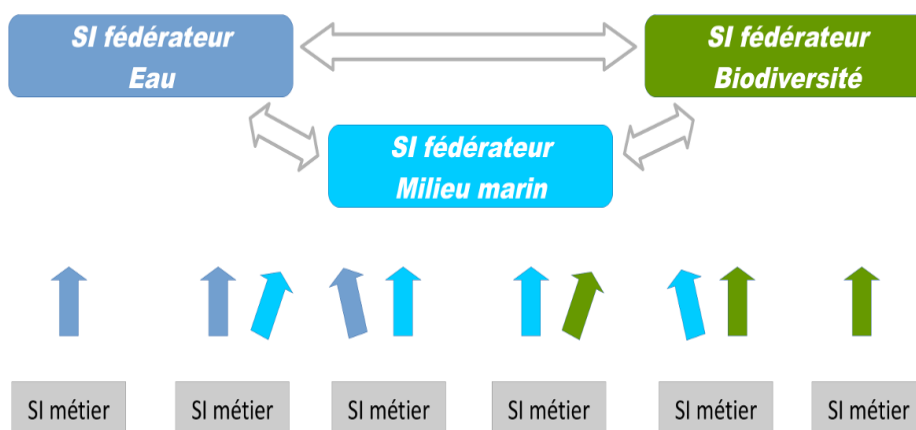 SI fédérateur
Eau
SI fédérateur
Biodiversité
SI fédérateur
Milieu marin
SI métier
SI métier
SI métier
SI métier
SI métier
SI métier